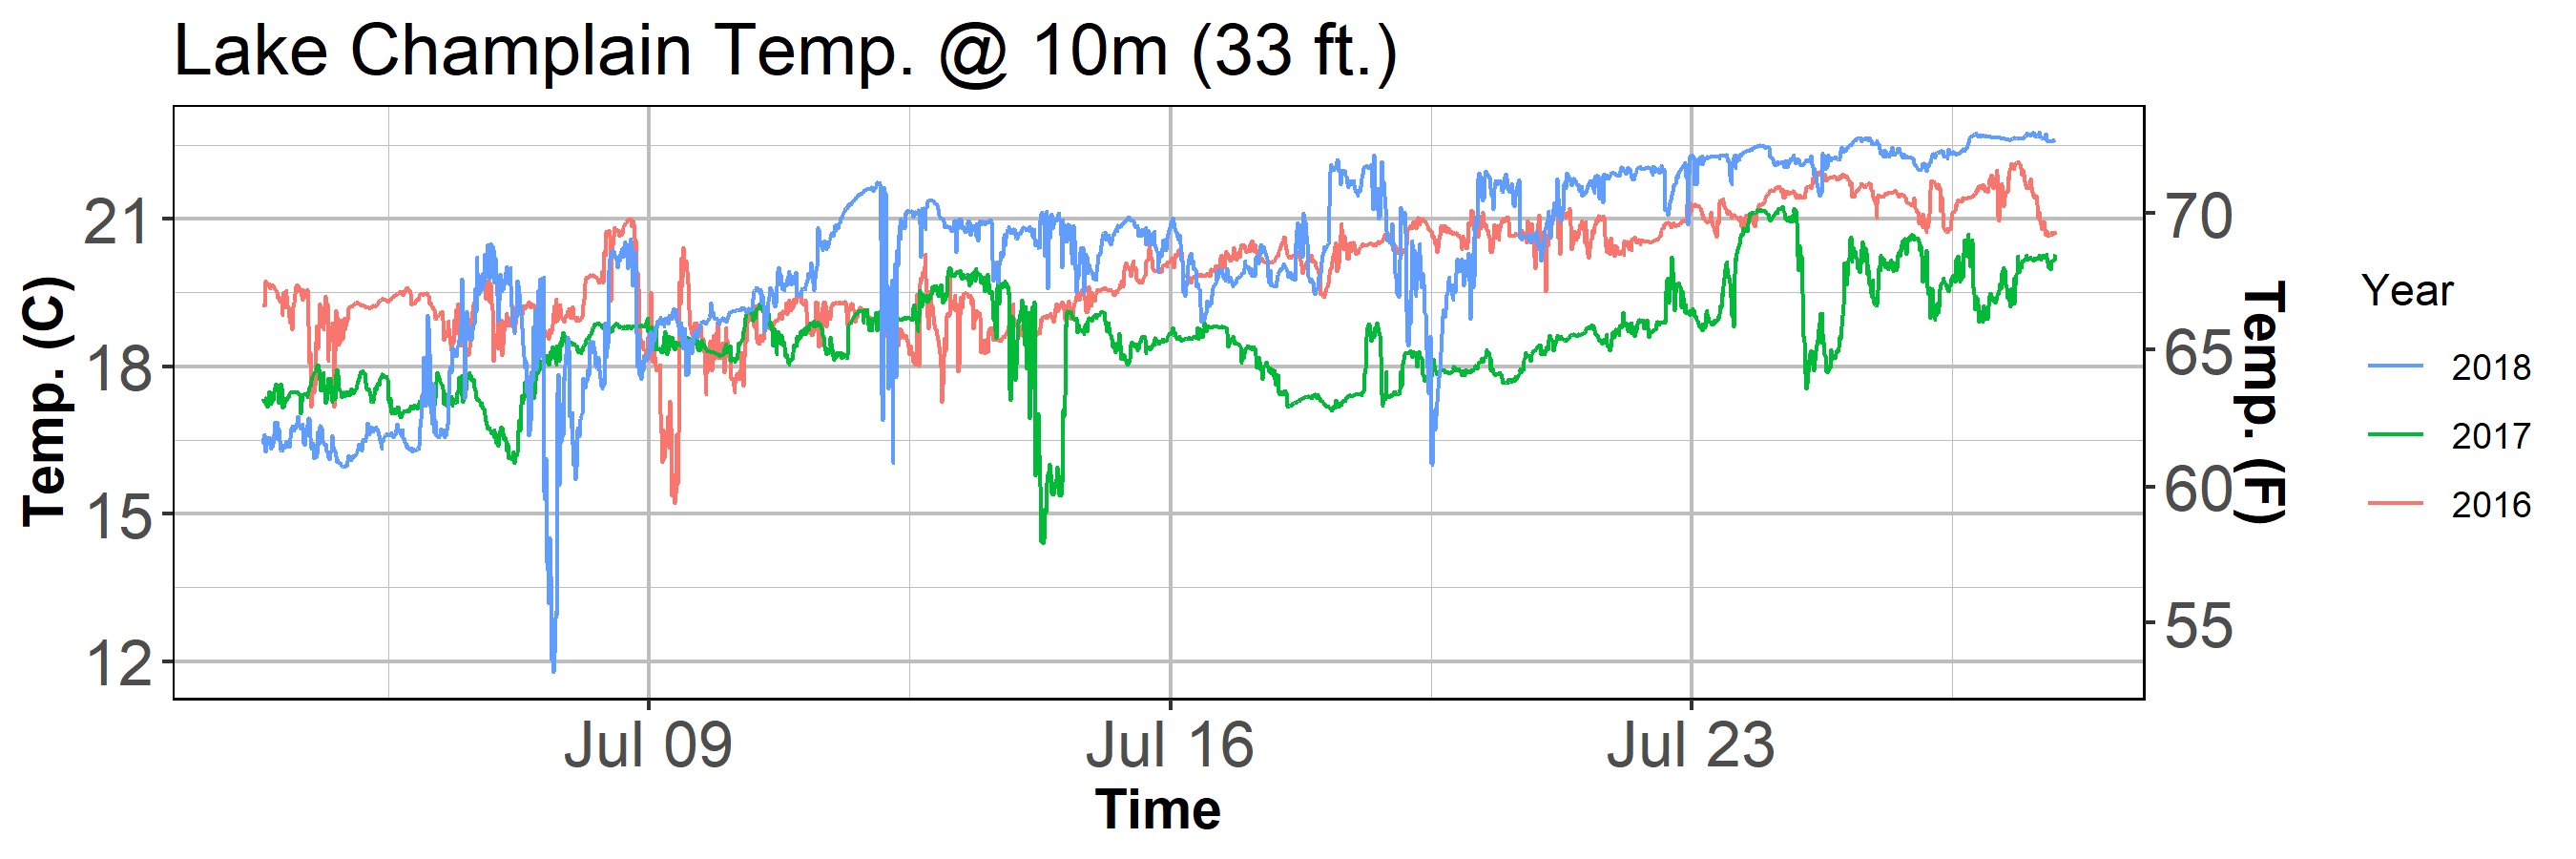 Lake Champlain Temp. @ 10m (33 ft.)
Temp. (C)
21
18
15
12
70
65
60
55
Temp. (F)
Jul 09
Jul 16
Jul 23
Time
Year
2018
2017
2016